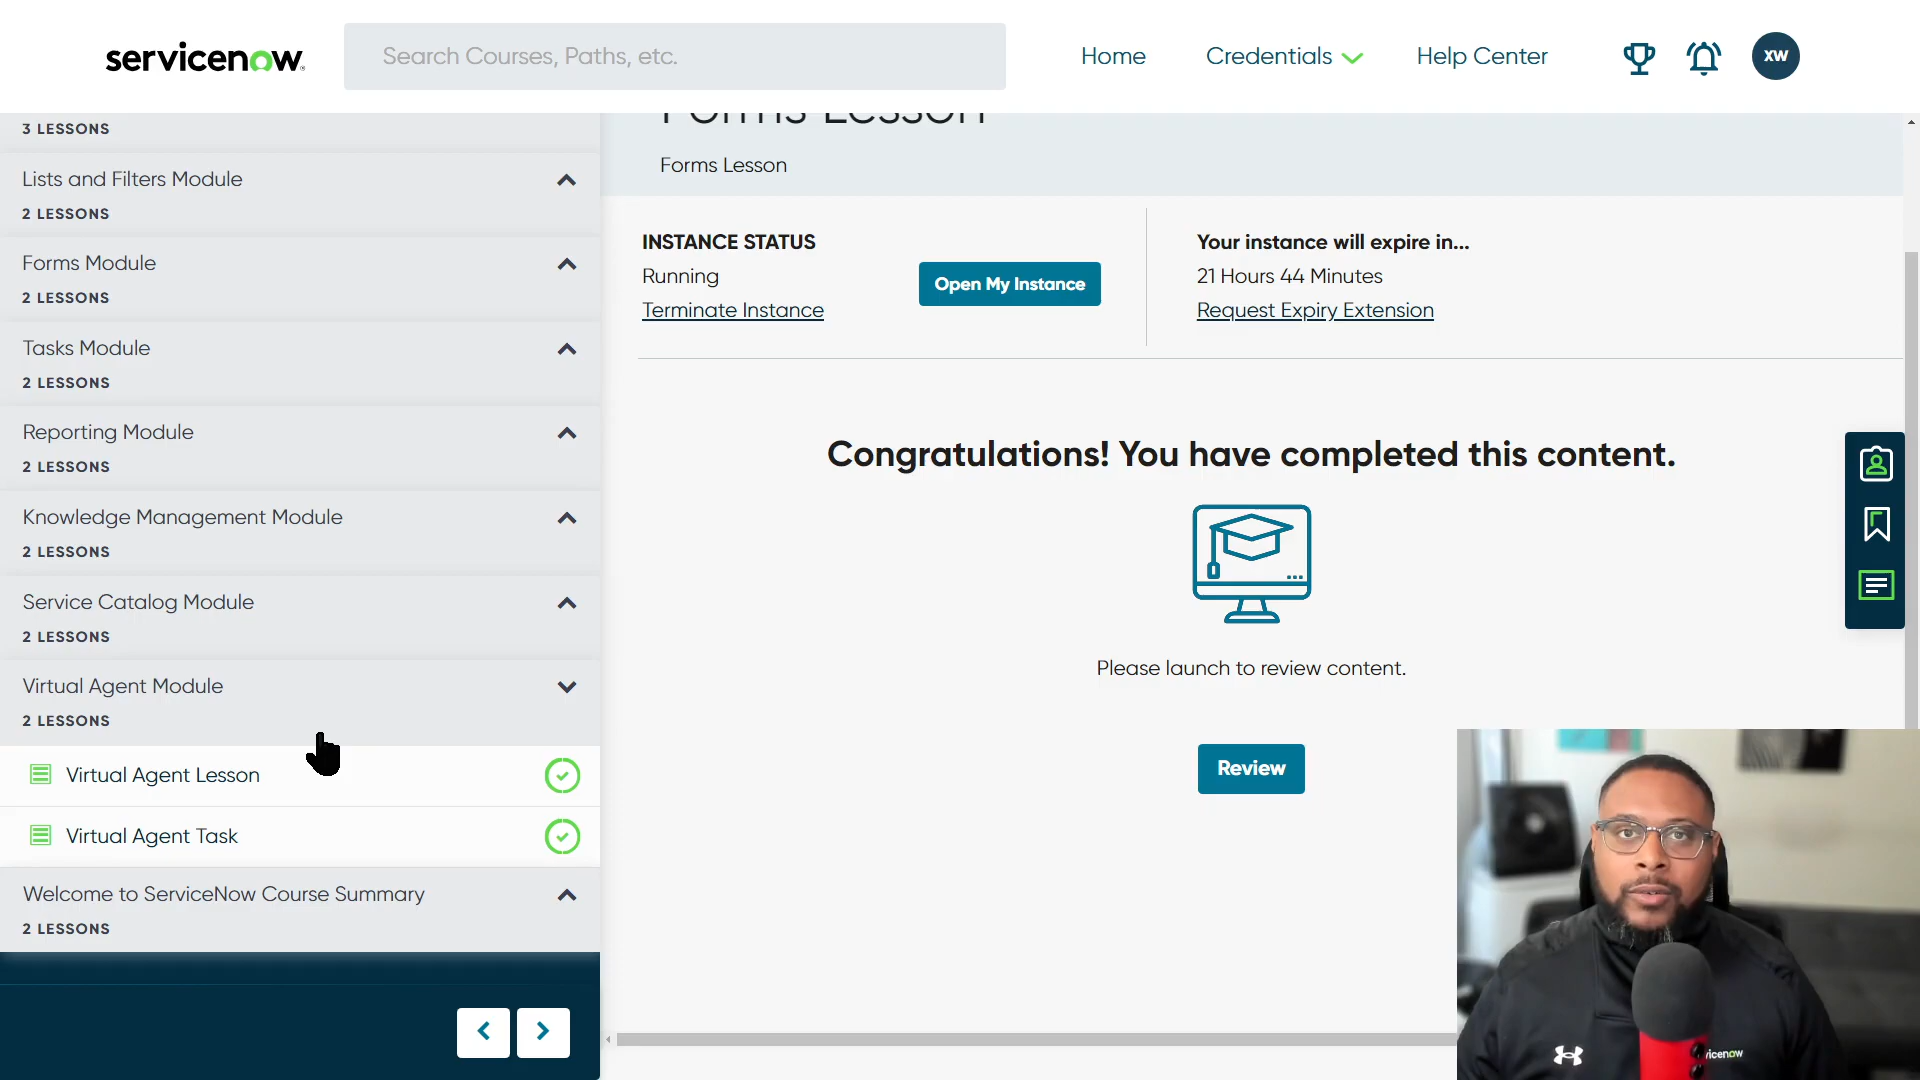 servicenow
Search Courses, Paths, etc.
Home
Credentials
Help Center
XW
3 LESSONS
Lists and Filters Module
2 LESSONS
Forms Module
2 LESSONS
Tasks Module
2 LESSONS
Reporting Module
2 LESSONS
Knowledge Management Module
2 LESSONS
Service Catalog Module
2 LESSONS
Virtual Agent Module
2 LESSONS
Virtual Agent Lesson
Virtual Agent Task
Welcome to ServiceNow Course Summary
2 LESSONS
Forms Lesson
Forms Lesson
INSTANCE STATUS
Running
Terminate Instance
Open My Instance
Your instance will expire in...
21 Hours 44 Minutes
Request Expiry Extension
Congratulations! You have completed this content.
Please launch to review content.
Review
vicenow